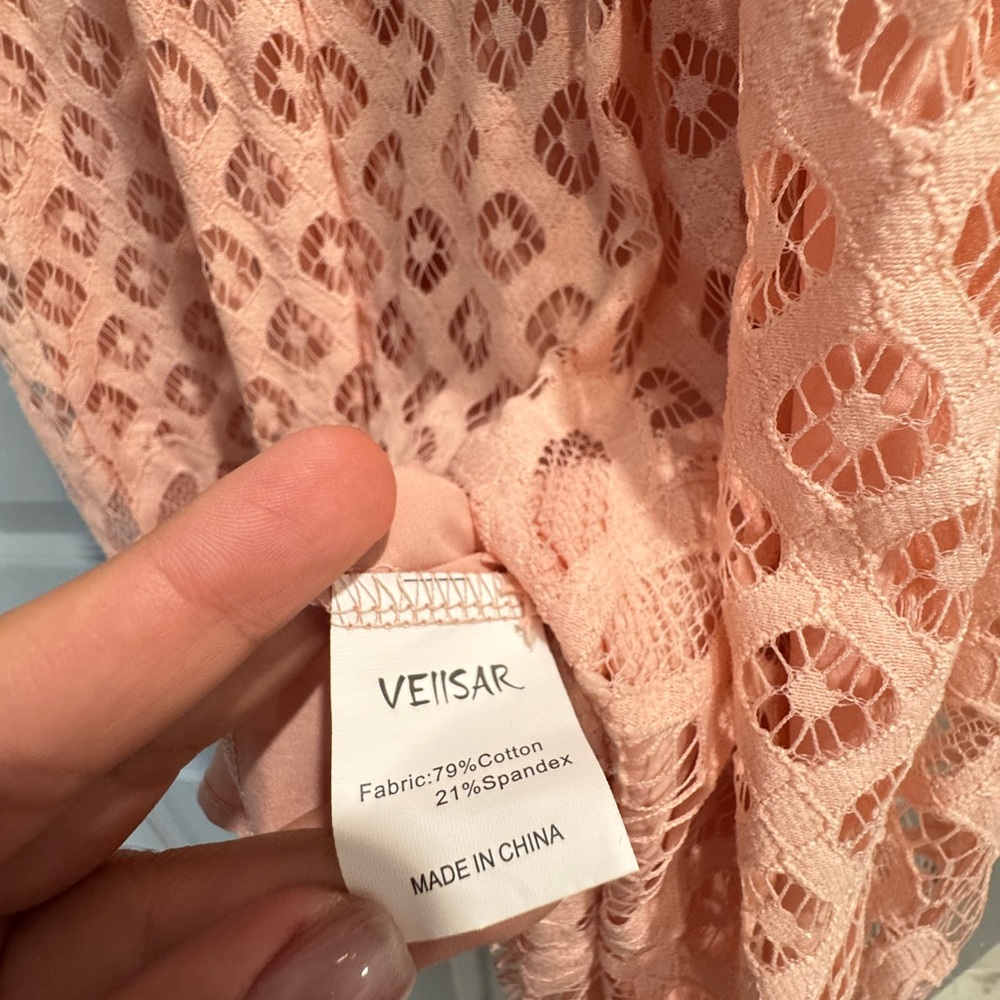 VEIISAR
Fabric:79%Cotton
21%Spandex
MADE IN CHINA